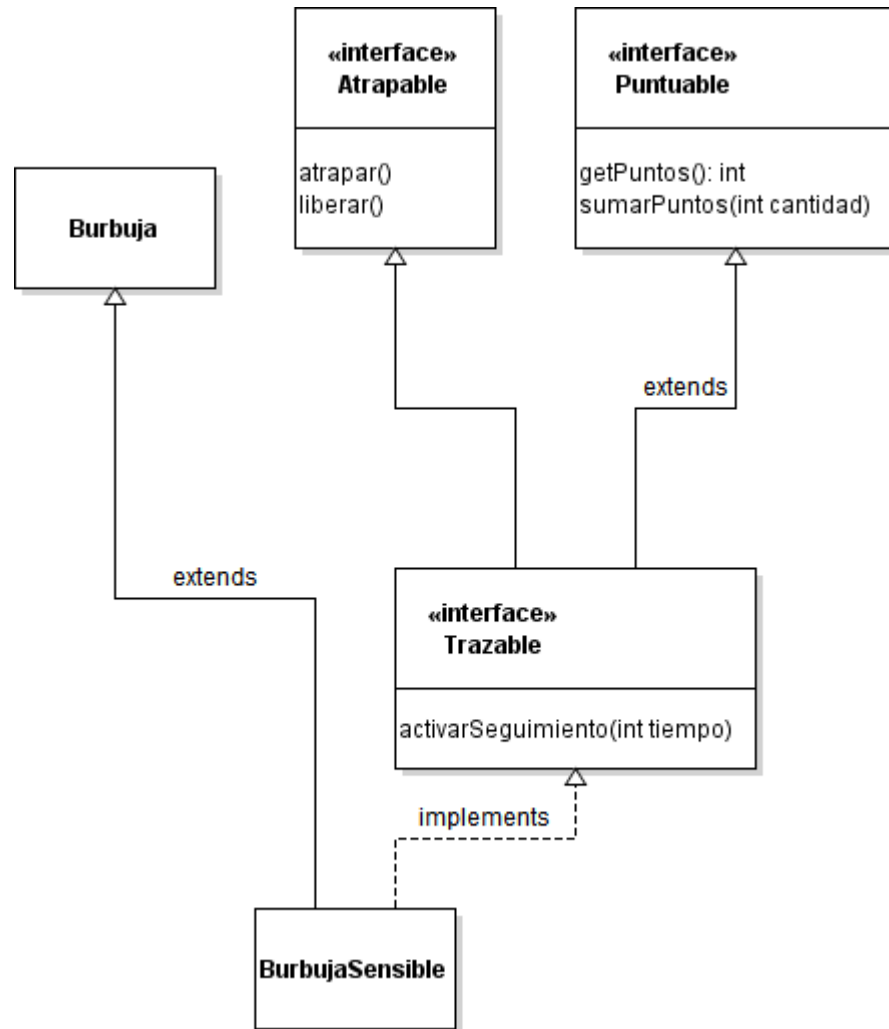 «interface»
Atrapable
atrapar()
liberar()
«interface»
Puntuable
getPuntos(): int
sumarPuntos(int cantidad)
Burbuja
extends
extends
«interface»
Trazable
activarSeguimiento(int tiempo)
implements
BurbujaSensible